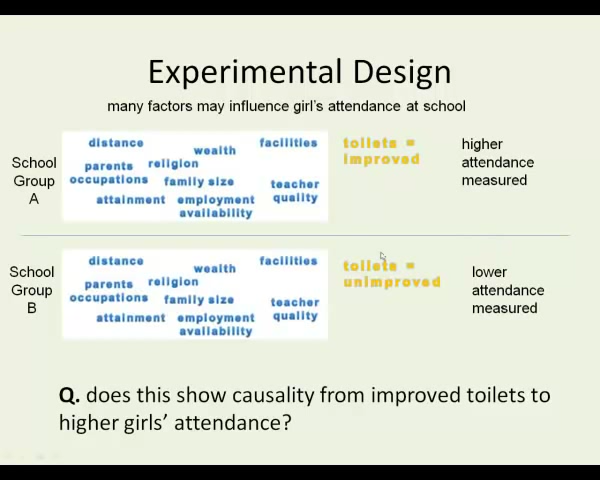 Experimental Design
many factors may influence girl's attendance at school
School
Group
A
distance
wealth
facilities
parents
religion
occupations
family size
teacher
quality
attainment
employment
availability
toilets =
improved
higher
attendance
measured
School
Group
B
distance
wealth
facilities
parents
religion
occupations
family size
teacher
quality
attainment
employment
availability
toilets =
unimproved
lower
attendance
measured
Q. does this show causality from improved toilets to
higher girls' attendance?